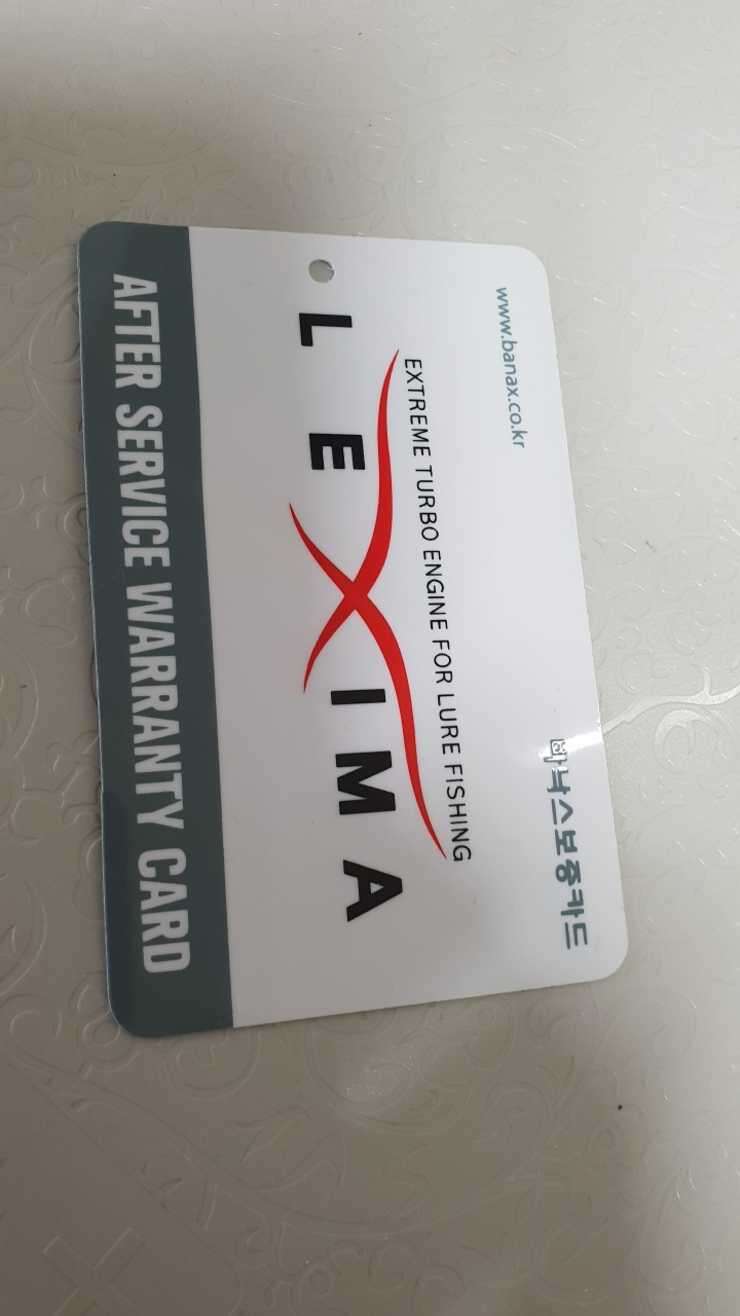 www.banax.co.kr
바낙스보증카드
EXTREME TURBO ENGINE FOR LURE FISHING
LEXIMA
AFTER SERVICE WARRANTY CARD